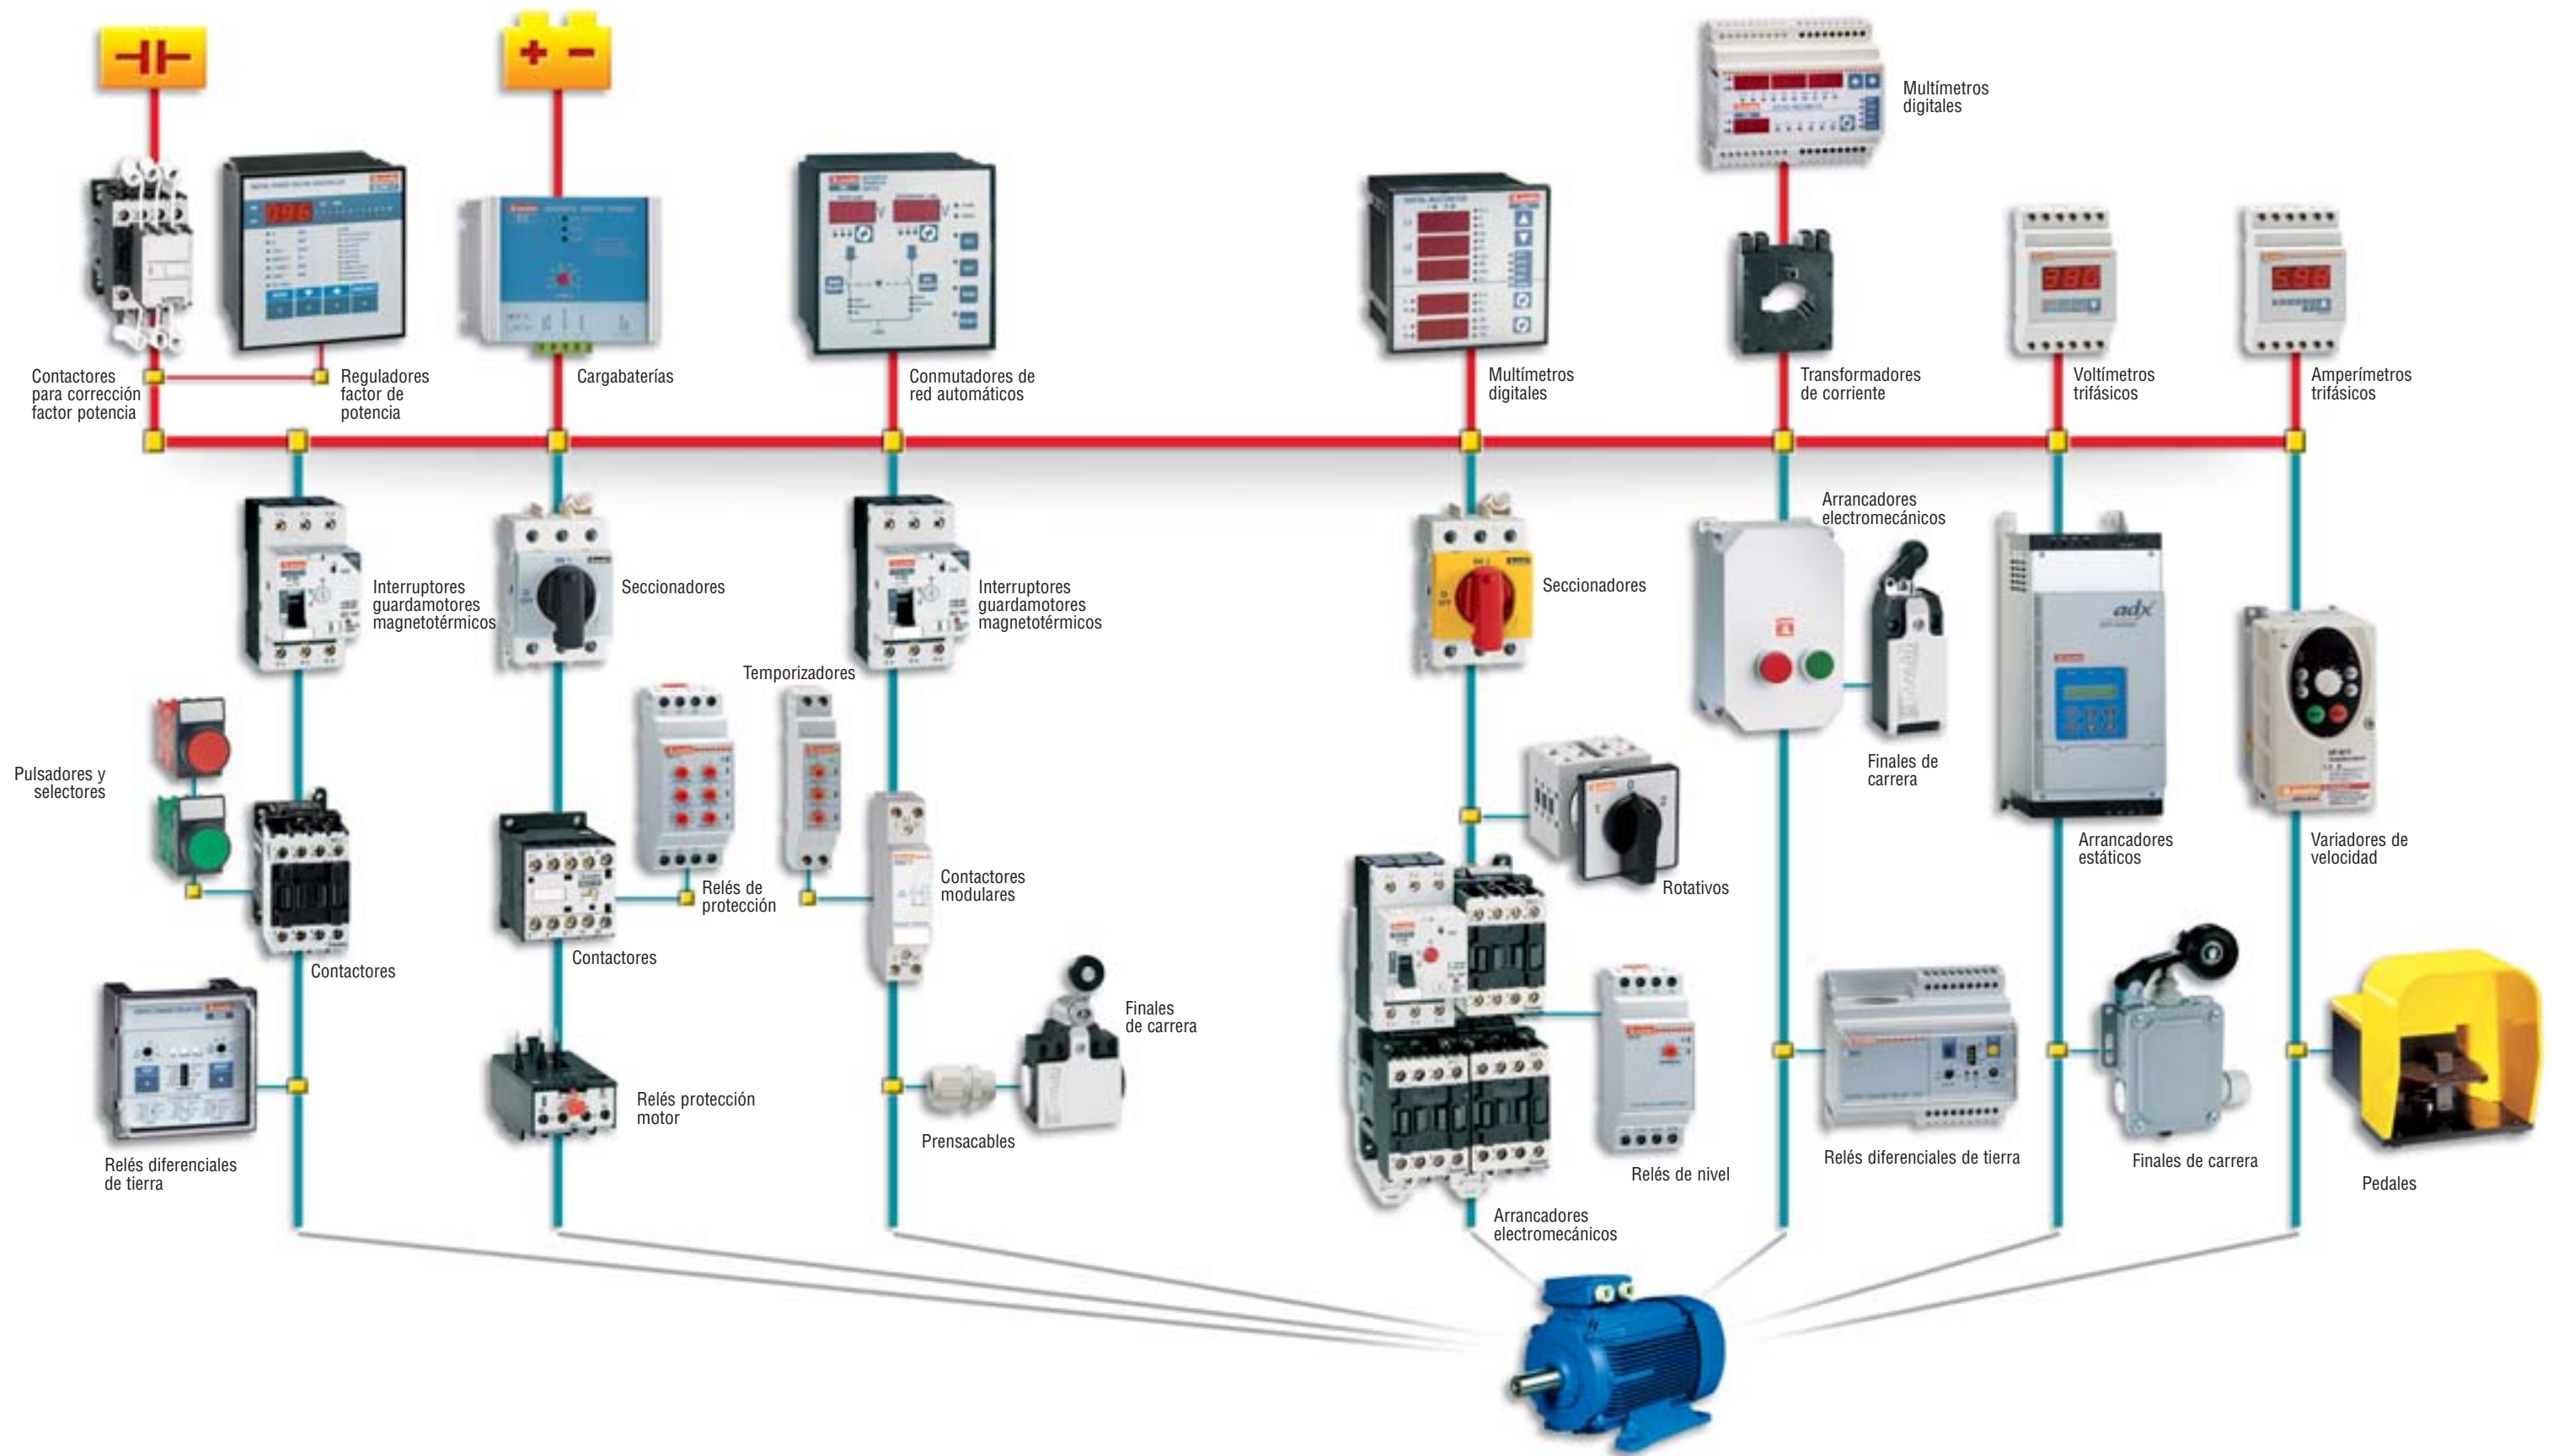 Multímetros
digitales
Contactores
para corrección
factor potencia
Reguladores
factor de
potencia
Cargabaterías
Conmutadores de
red automáticos
Multímetros
digitales
Transformadores
de corriente
Voltímetros
trifásicos
Amperímetros
trifásicos
Interruptores
guardamotores
magnetotérmicos
Seccionadores
Interruptores
guardamotores
magnetotérmicos
Seccionadores
Arrancadores
electromecánicos
adx
Temporizadores
Pulsadores y
selectores
Finales de
carrera
Arrancadores
estáticos
Variadores de
velocidad
Relés de
protección
Contactores
modulares
Rotativos
Contactores
Contactores
Finales
de carrera
Relés protección
motor
Prensacables
Relés diferenciales
de tierra
Relés de nivel
Relés diferenciales de tierra
Finales de carrera
Pedales
Arrancadores
electromecánicos